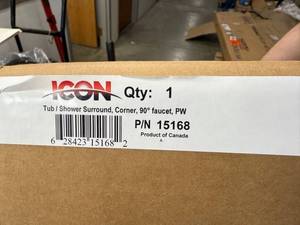 ICON Qty: 1
Tub / Shower Surround, Corner, 90° faucet, PW
P/N 15168
Product of Canada
6 28423 15168 2